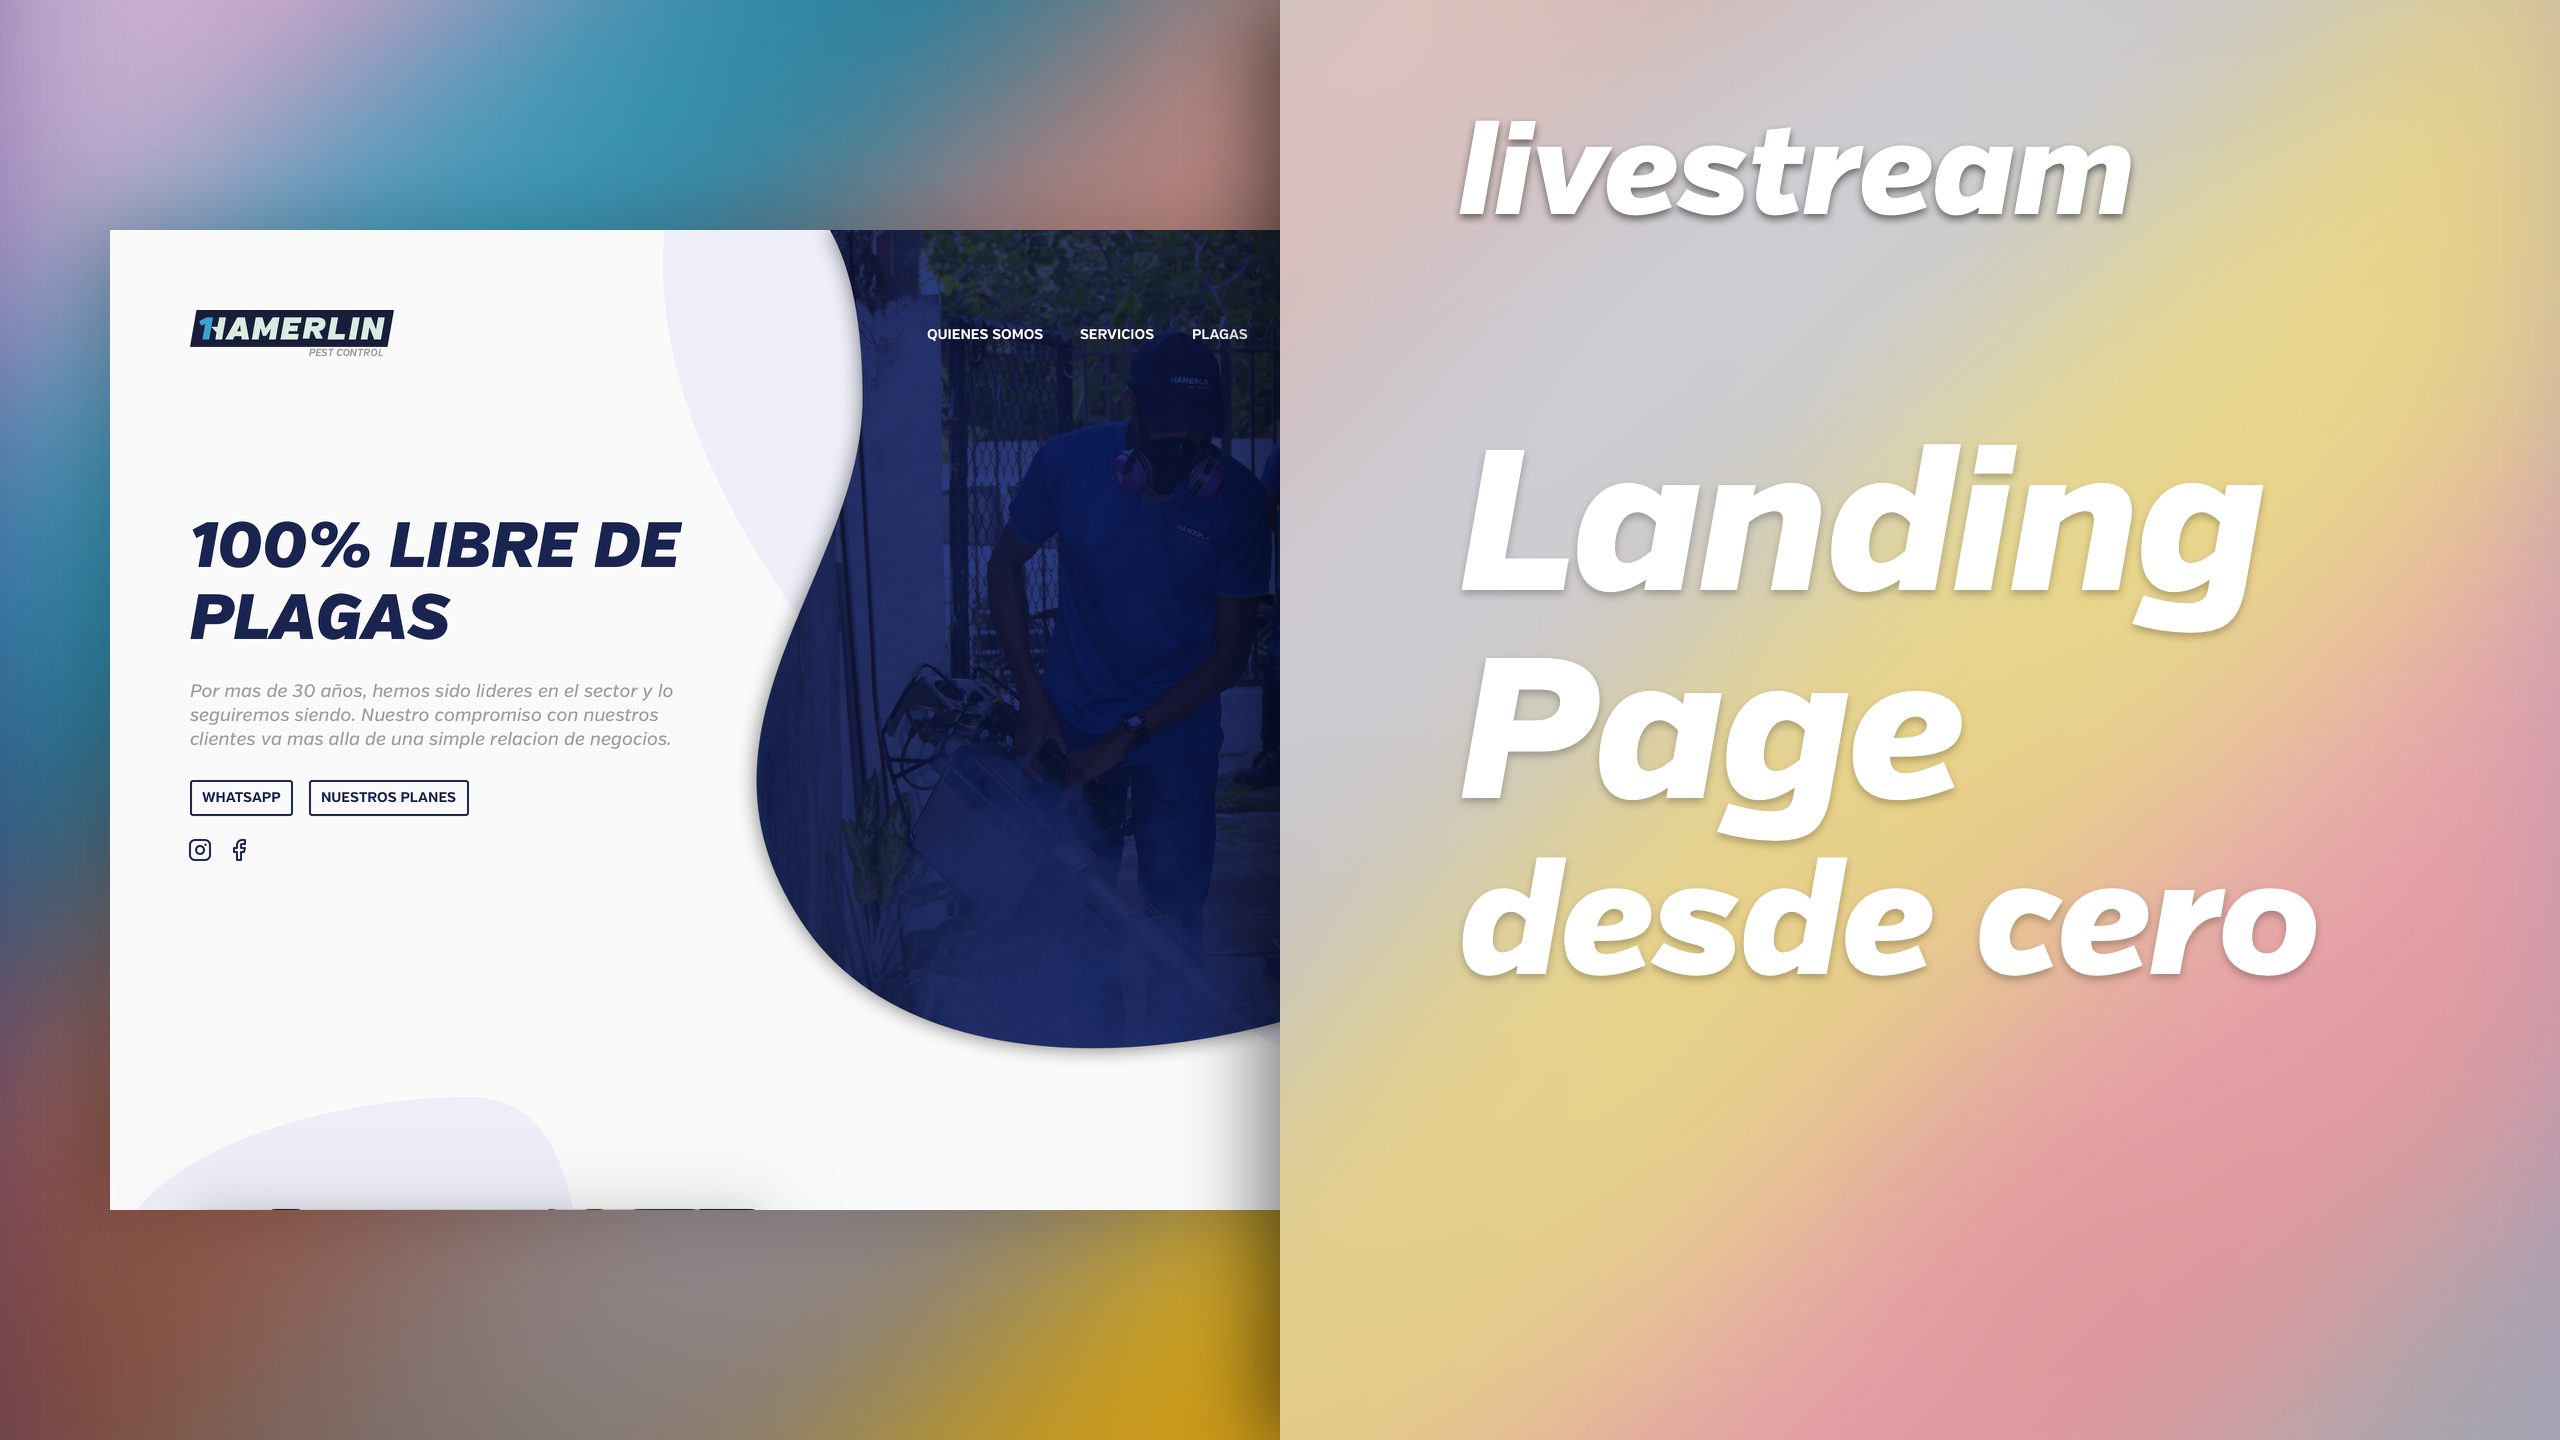 1HAMERLIN
PEST CONTROL
QUIENES SOMOS SERVICIOS PLAGAS
HAMERLIN
HAMERLIN
100% LIBRE DE
PLAGAS
Por mas de 30 años, hemos sido lideres en el sector y lo
seguiremos siendo. Nuestro compromiso con nuestros
clientes va mas alla de una simple relacion de negocios.
WHATSAPP NUESTROS PLANES
livestream
Landing
Page
desde cero